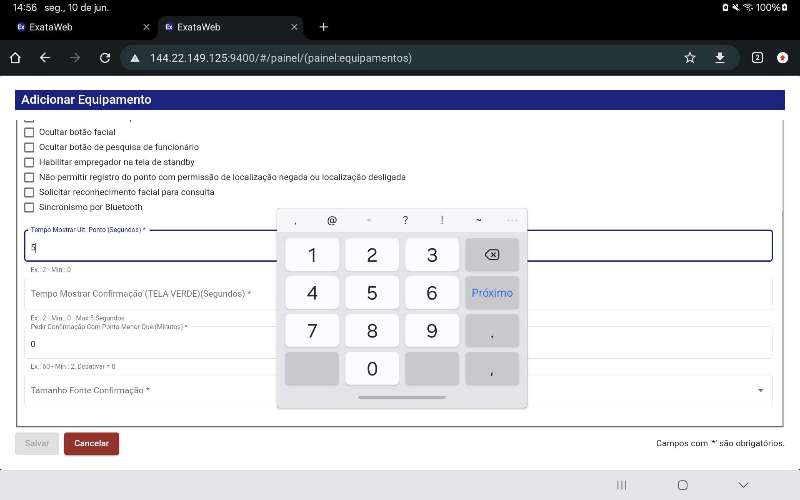 14:56 seg., 10 de jun.
100%
Ex ExataWeb
Ex ExataWeb
144.22.149.125:9400/#/painel/(painel:equipamentos)
2
Adicionar Equipamento
Ocultar botão facial
Ocultar botão de pesquisa de funcionário
Habilitar empregador na tela de standby
Não permitir registro do ponto com permissão de localização negada ou localização desligada
Solicitar reconhecimento facial para consulta
Sincronismo por Bluetooth
Tempo Mostrar Ult. Ponto (Segundos) *
5
Ex.: 2 - Min.: 0
Tempo Mostrar Confirmação (TELA VERDE)(Segundos) *
Ex.: 2 - Min.: 0 - Max 5 Segundos
Pedir Confirmação Com Ponto Menor Que (Minutos) *
0
Ex.: 60 - Min.: 2, Desativar = 0
Tamanho Fonte Confirmação *
, @ - ? ! ~ ...
1 2 3
4 5 6 Próximo
7 8 9 .
0 ,
Salvar
Cancelar
Campos com '*' são obrigatórios.